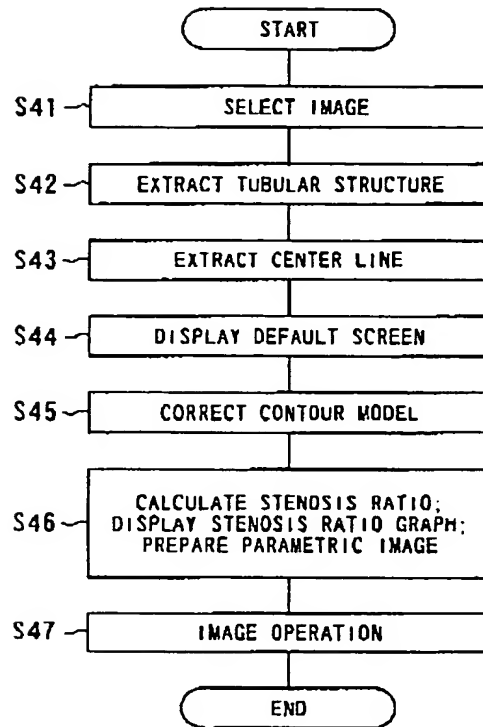 START
S41
SELECT IMAGE
S42
EXTRACT TUBULAR STRUCTURE
S43
EXTRACT CENTER LINE
S44
DISPLAY DEFAULT SCREEN
S45
CORRECT CONTOUR MODEL
S46
CALCULATE STENOSIS RATIO;
DISPLAY STENOSIS RATIO GRAPH;
PREPARE PARAMETRIC IMAGE
S47
IMAGE OPERATION
END